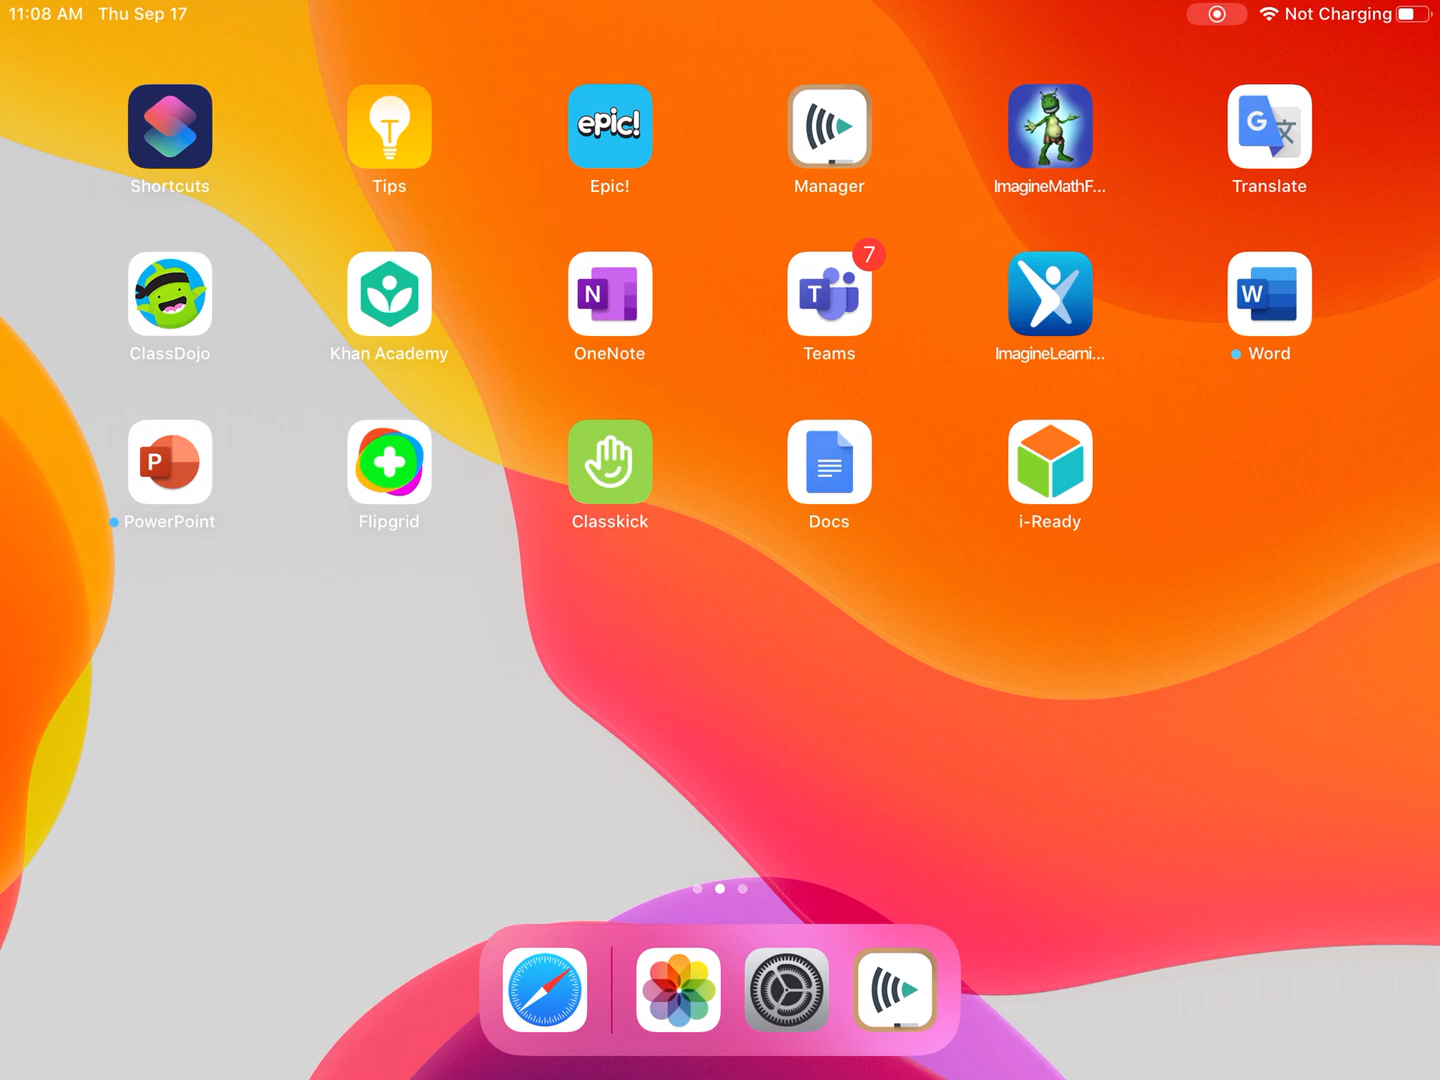 11:08 AM Thu Sep 17
Not Charging
epic!
G 文
Shortcuts
Tips
Epic!
Manager
ImagineMathF...
Translate
N
T
7
W
ClassDojo
Khan Academy
OneNote
Teams
ImagineLearni...
Word
P
PowerPoint
Flipgrid
Classkick
Docs
i-Ready